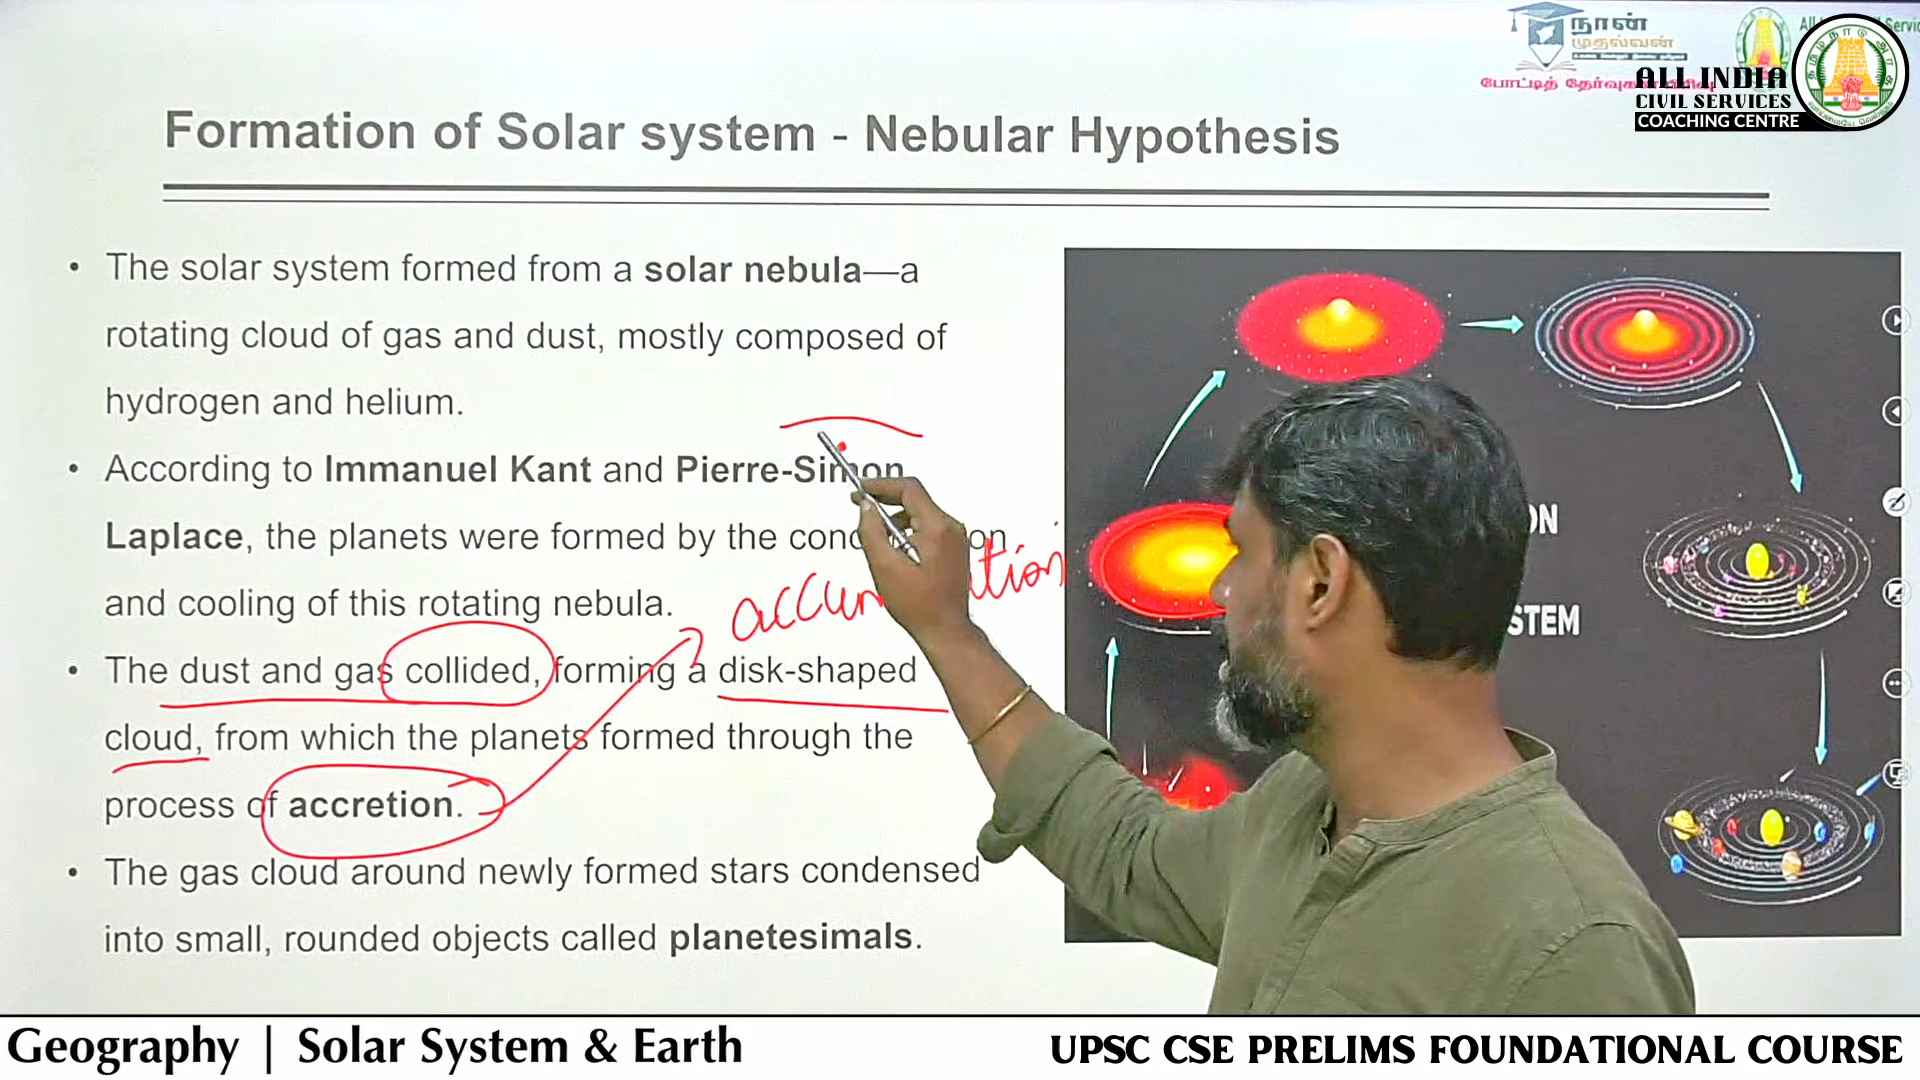 நான்
முதல்வன்
போட்டித்
ALL INDIA
CIVIL SERVICES
COACHING CENTRE
Formation of Solar system - Nebular Hypothesis
• The solar system formed from a solar nebula—a
rotating cloud of gas and dust, mostly composed of
hydrogen and helium.
• According to Immanuel Kant and Pierre-Simon
Laplace, the planets were formed by the
and cooling of this rotating nebula.
• The dust and gas collided, forming a disk-shaped
cloud, from which the planets formed through the
process of accretion.
• The gas cloud around newly formed stars condensed
into small, rounded objects called planetesimals.
Geography | Solar System & Earth
UPSC CSE PRELIMS FOUNDATIONAL COURSE